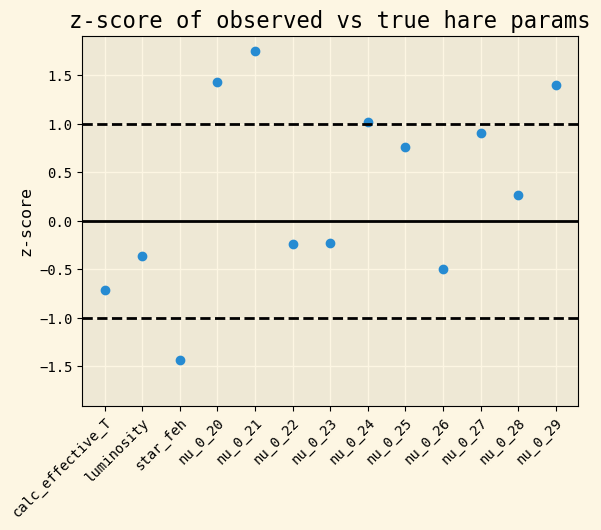 z-score of observed vs true hare params
z-score
1.5
1.0
0.5
0.0
−0.5
−1.0
−1.5
calc_effective_T
luminosity
star_feh
nu_0_20
nu_0_21
nu_0_22
nu_0_23
nu_0_24
nu_0_25
nu_0_26
nu_0_27
nu_0_28
nu_0_29